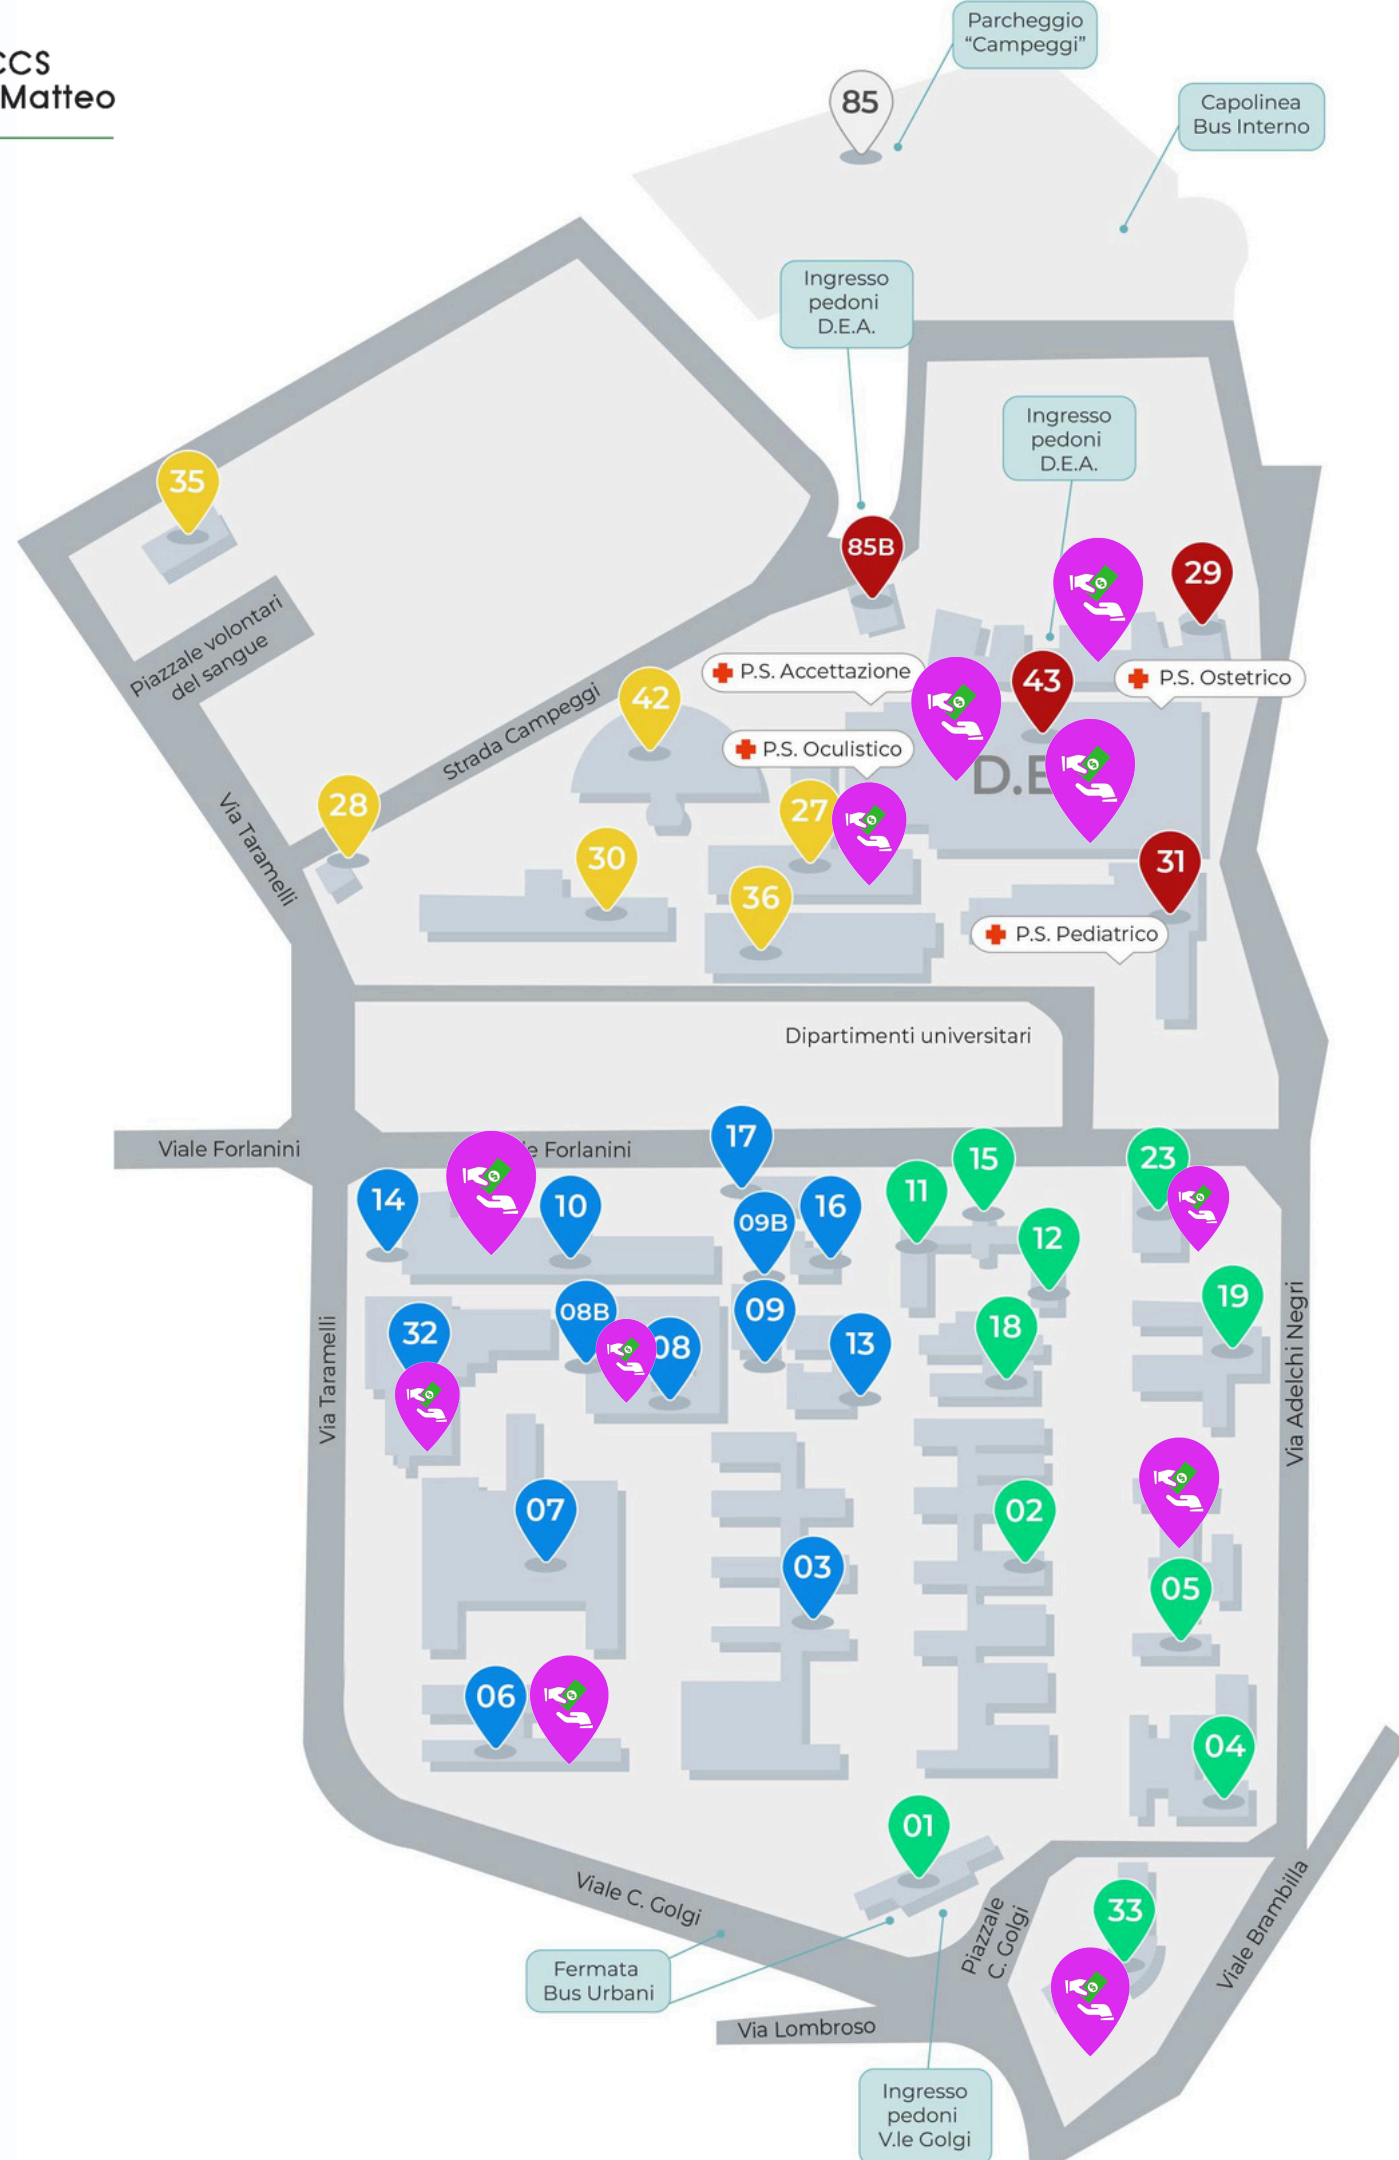 CCS
Matteo
Parcheggio
“Campeggi”
85
Capolinea
Bus Interno
Ingresso
pedoni
D.E.A.
Ingresso
pedoni
D.E.A.
35
85B
29
Piazzale volontari
del sangue
P.S. Accettazione
43
P.S. Ostetrico
42
Strada Campeggi
P.S. Oculistico
D.E
28
27
Via Taramelli
30
31
36
P.S. Pediatrico
Dipartimenti universitari
17
Viale Forlanini
e Forlanini
15
23
14
10
09B
16
11
12
08B
09
19
32
08
13
18
Via Taramelli
Via Adelchi Negri
07
02
03
05
06
04
01
Viale C. Golgi
Piazzale
C. Golgi
33
Viale Brambilla
Fermata
Bus Urbani
Via Lombroso
Ingresso
pedoni
V.le Golgi